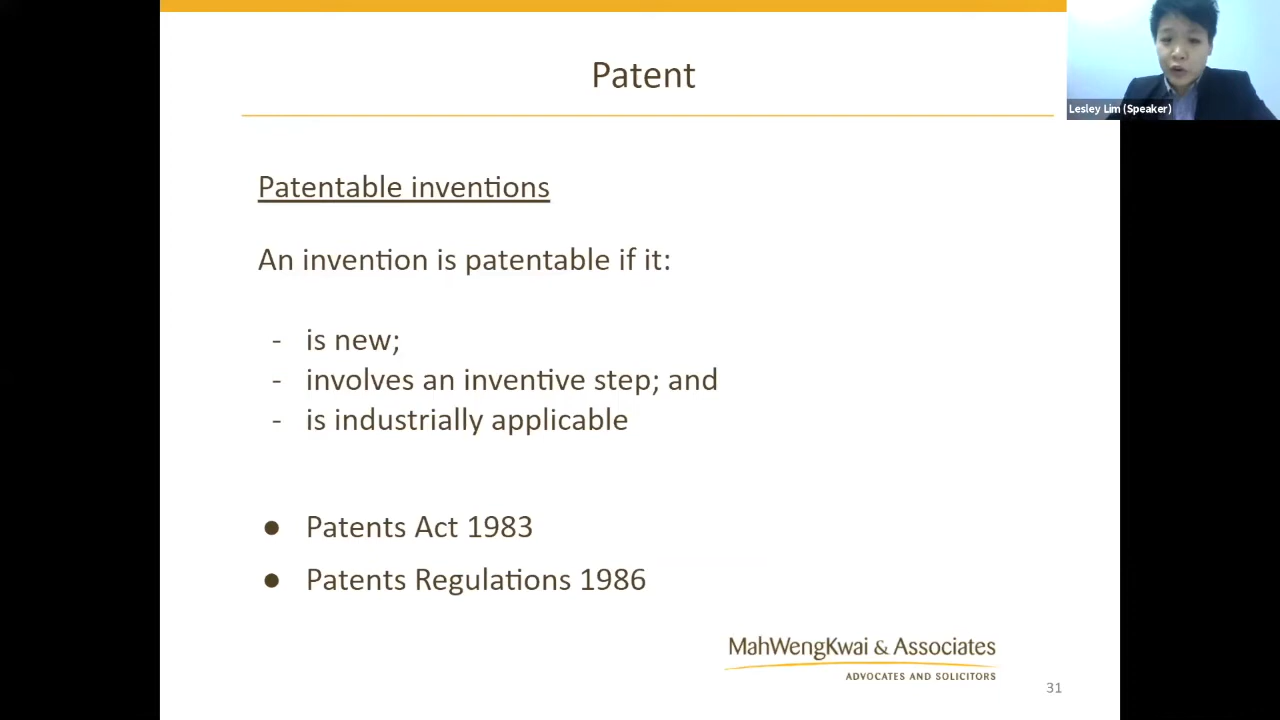 Patent
Lesley Lim (Speaker)
Patentable inventions
An invention is patentable if it:
- is new;
- involves an inventive step; and
- is industrially applicable
● Patents Act 1983
● Patents Regulations 1986
MahWengKwai & Associates
ADVOCATES AND SOLICITORS
31